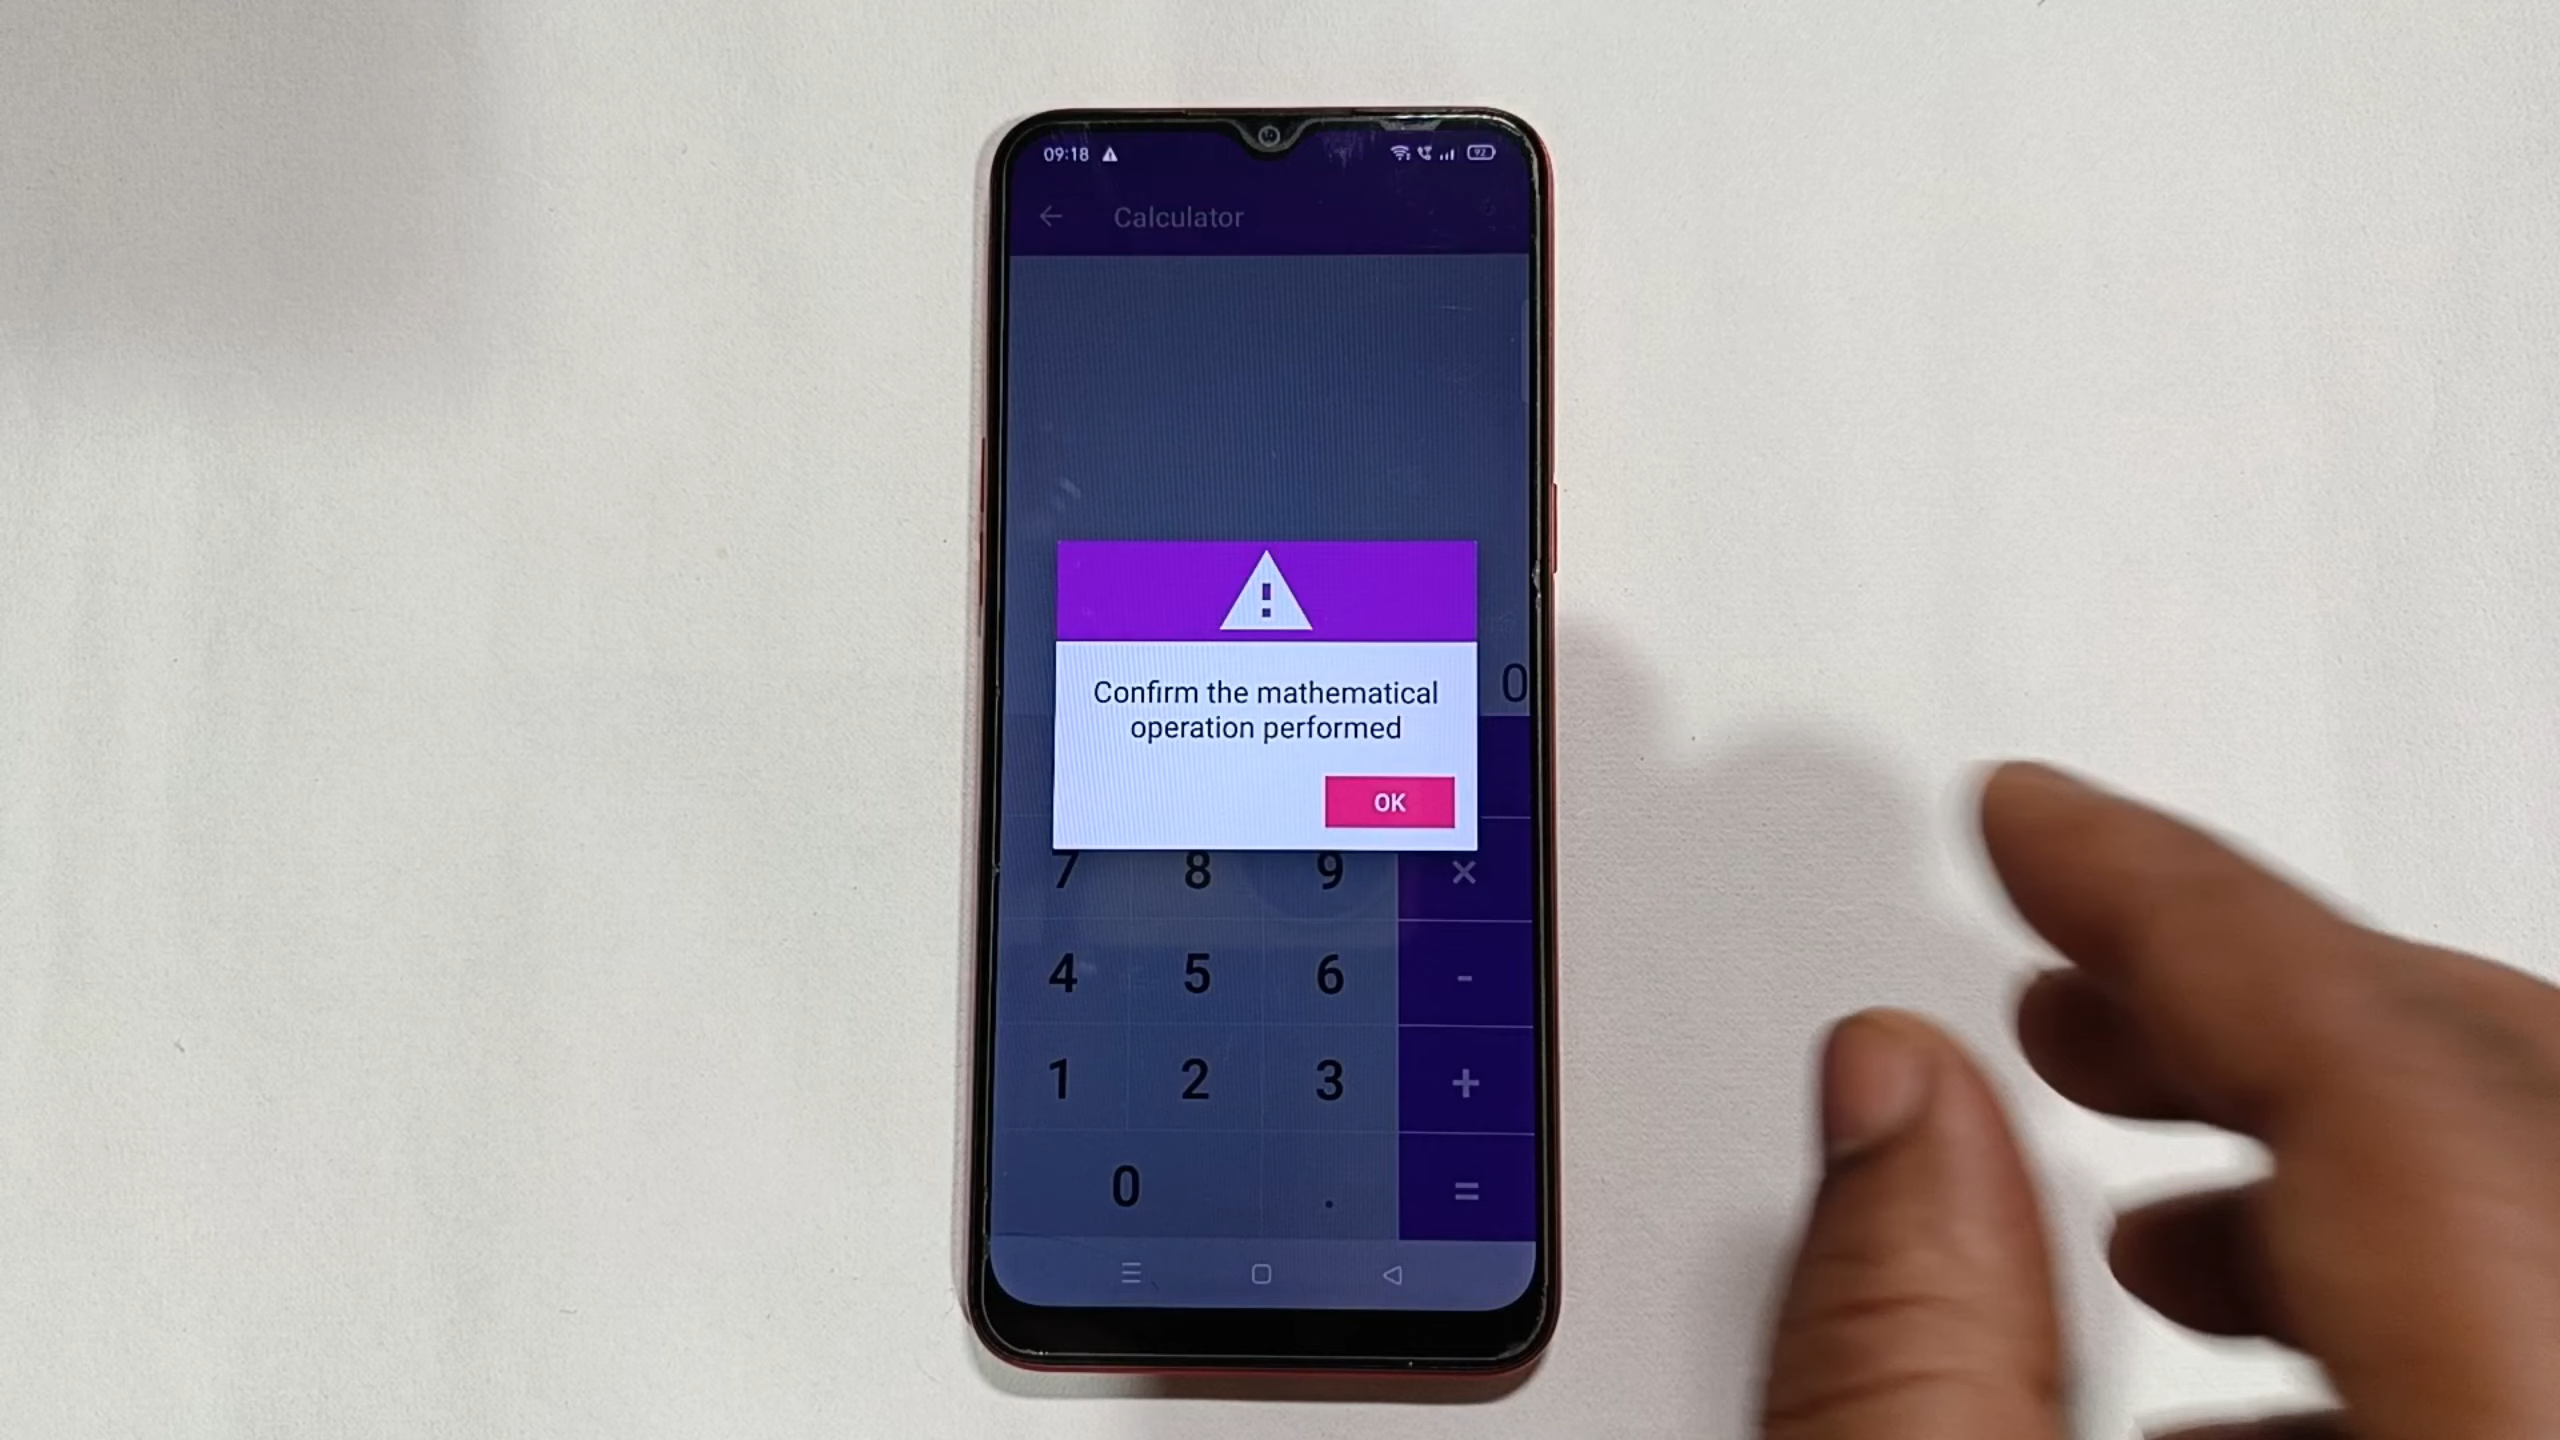 09:18
92
Calculator
Confirm the mathematical
operation performed
0
OK
7 8 9 ×
4 5 6 -
1 2 3 +
0 . =